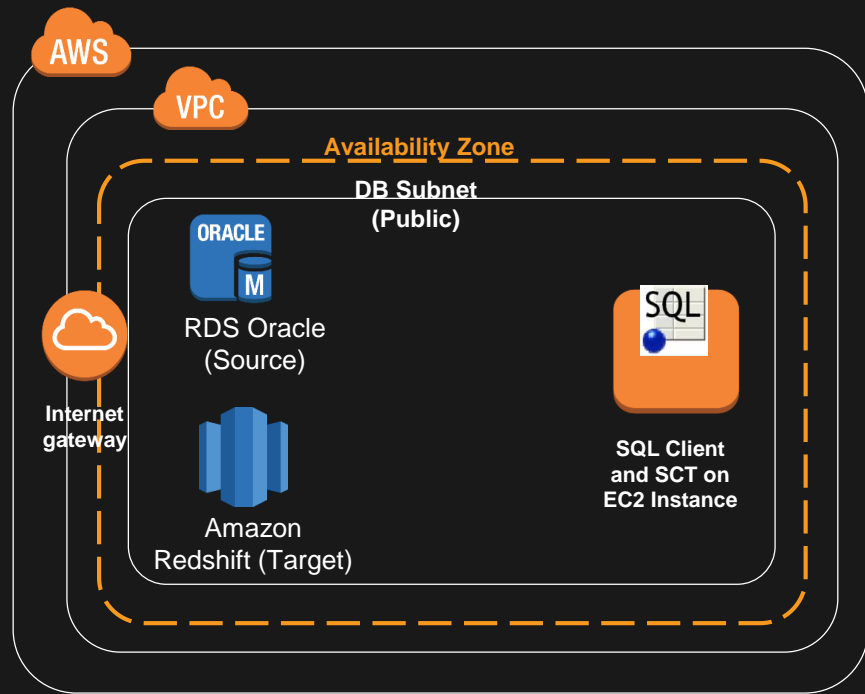 AWS
VPC
Availability Zone
DB Subnet
(Public)
ORACLE
M
RDS Oracle
(Source)
SQL
Internet
gateway
SQL Client
and SCT on
EC2 Instance
Amazon
Redshift (Target)